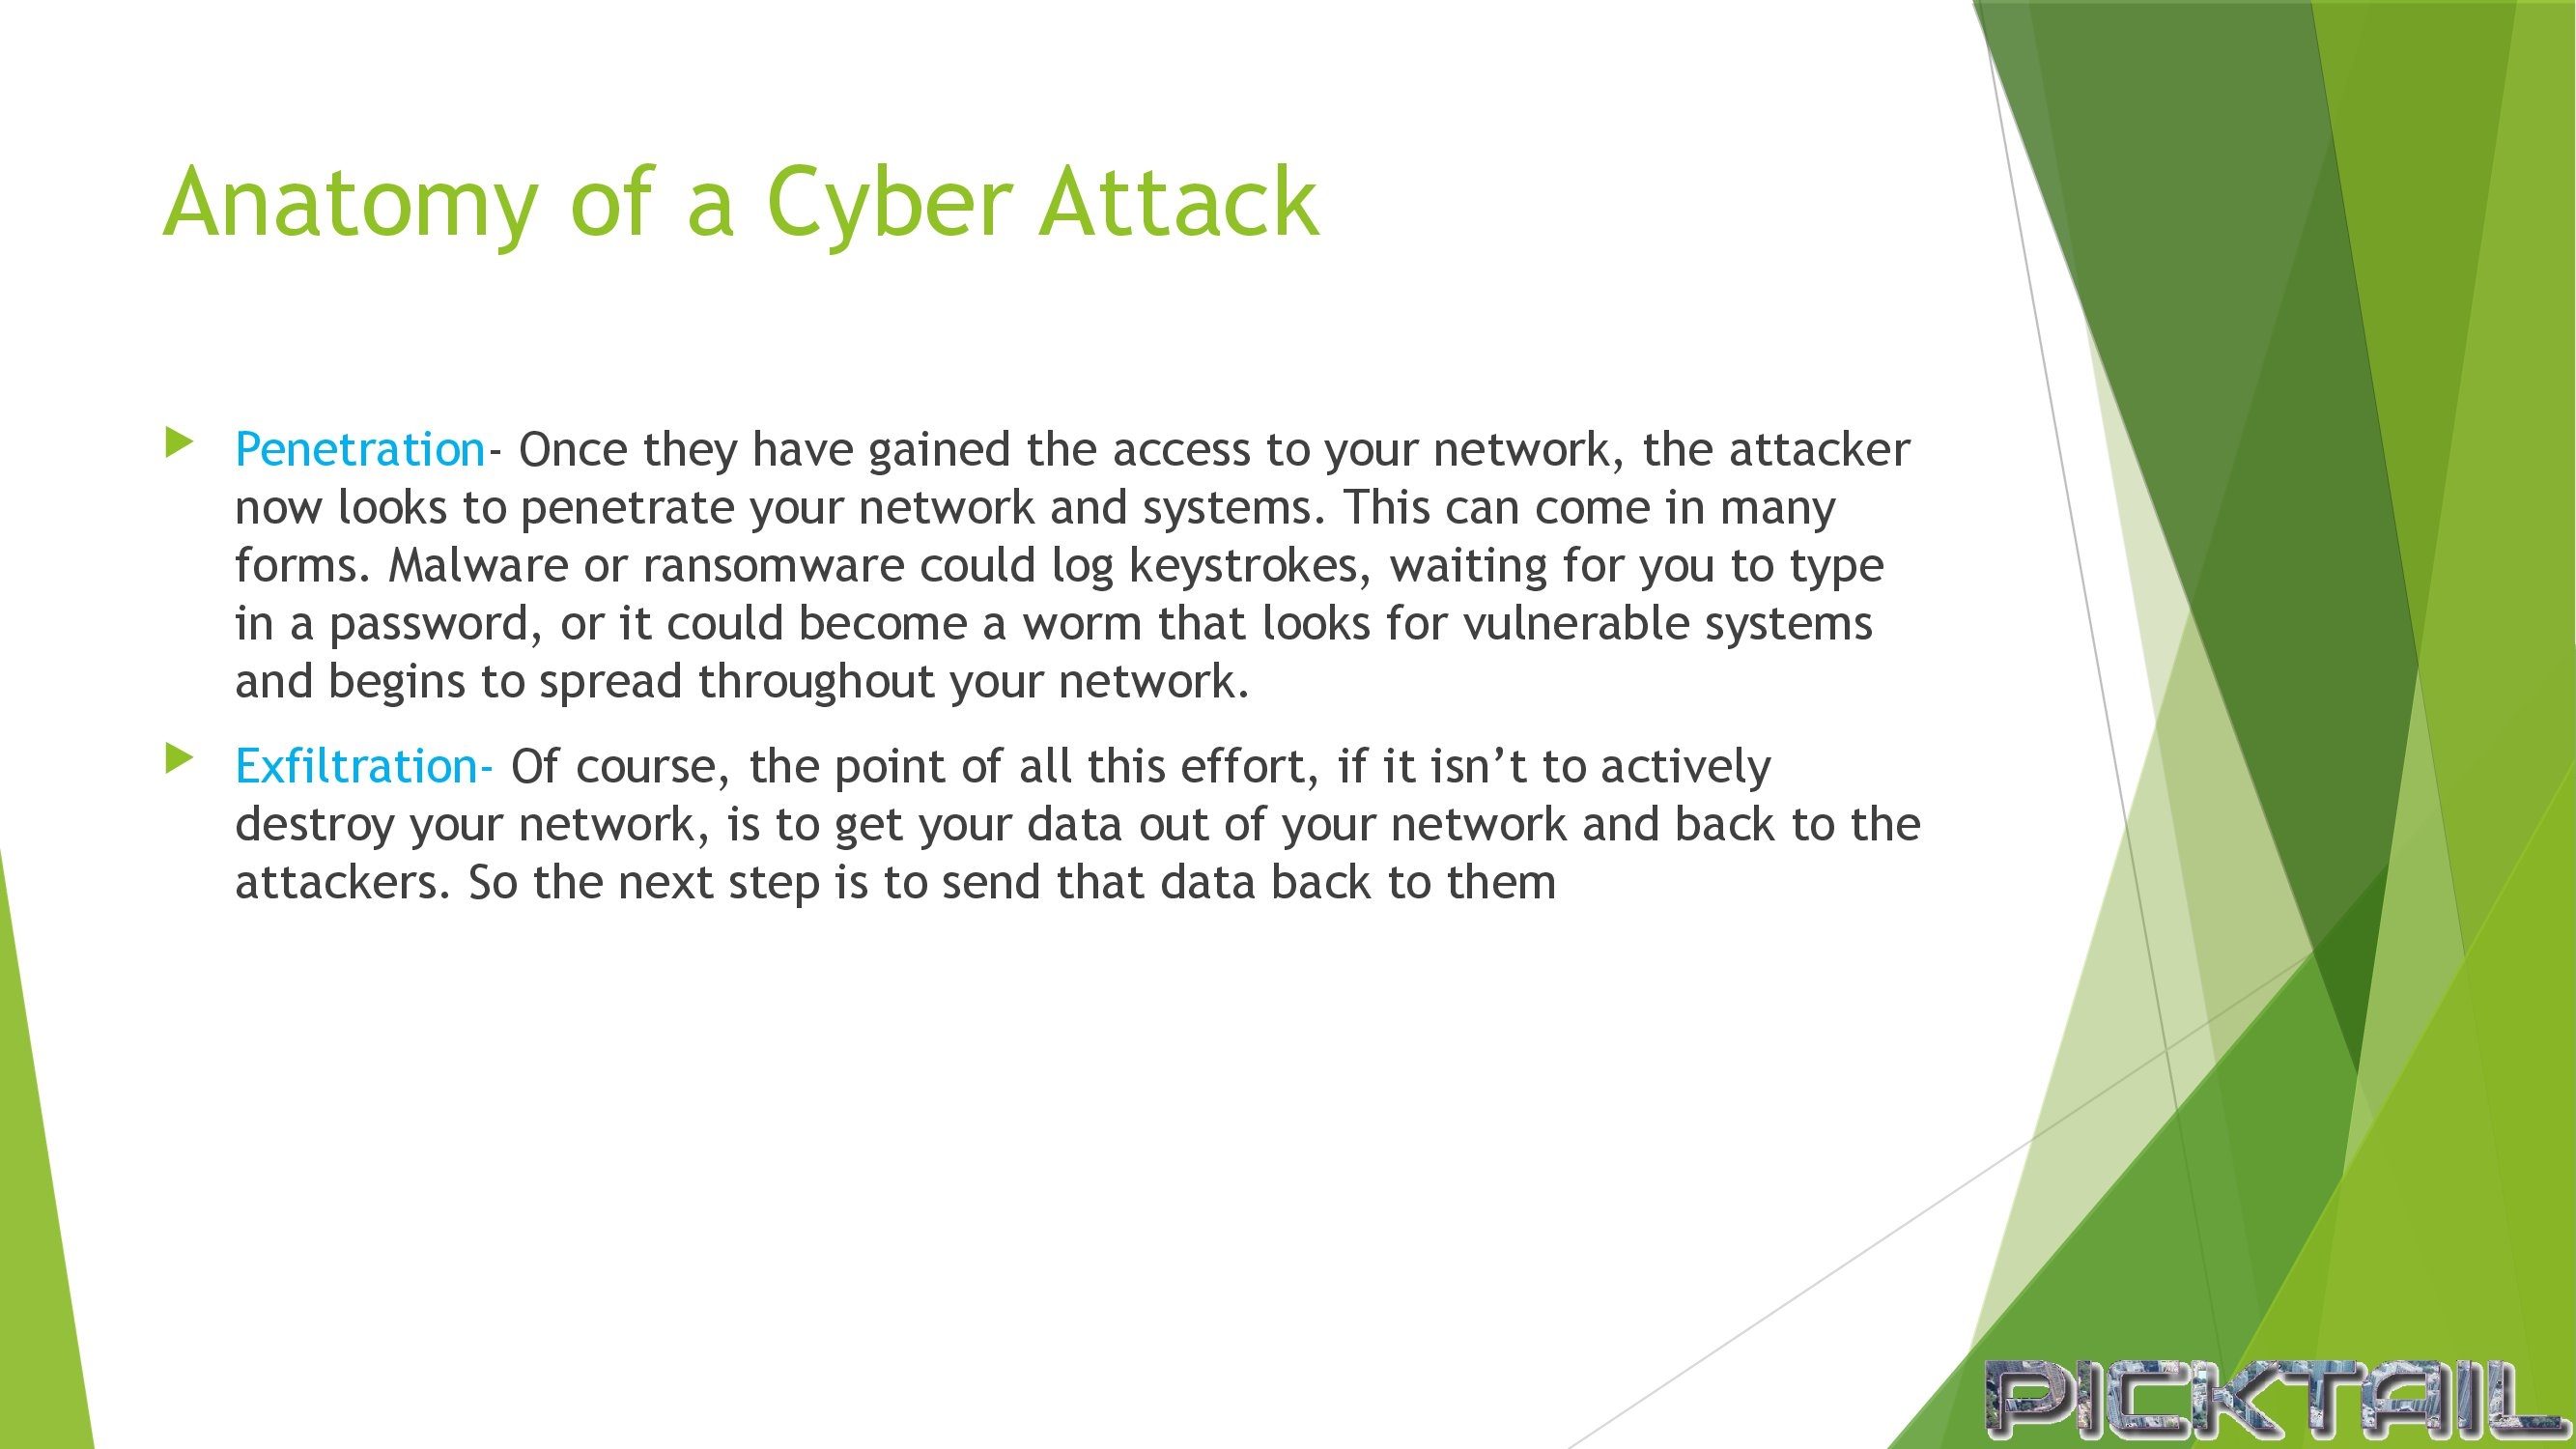 Anatomy of a Cyber Attack
Penetration- Once they have gained the access to your network, the attacker
now looks to penetrate your network and systems. This can come in many
forms. Malware or ransomware could log keystrokes, waiting for you to type
in a password, or it could become a worm that looks for vulnerable systems
and begins to spread throughout your network.
Exfiltration- Of course, the point of all this effort, if it isn’t to actively
destroy your network, is to get your data out of your network and back to the
attackers. So the next step is to send that data back to them
PICKTAIL